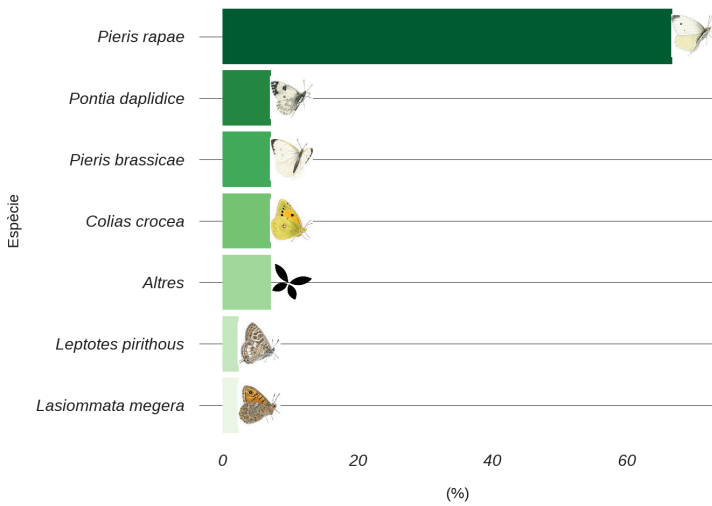 Pieris rapae
Pontia daplidice
Pieris brassicae
Colias crocea
Altres
Leptotes pirithous
Lasiommata megera
Espècie
0 20 40 60
(%)